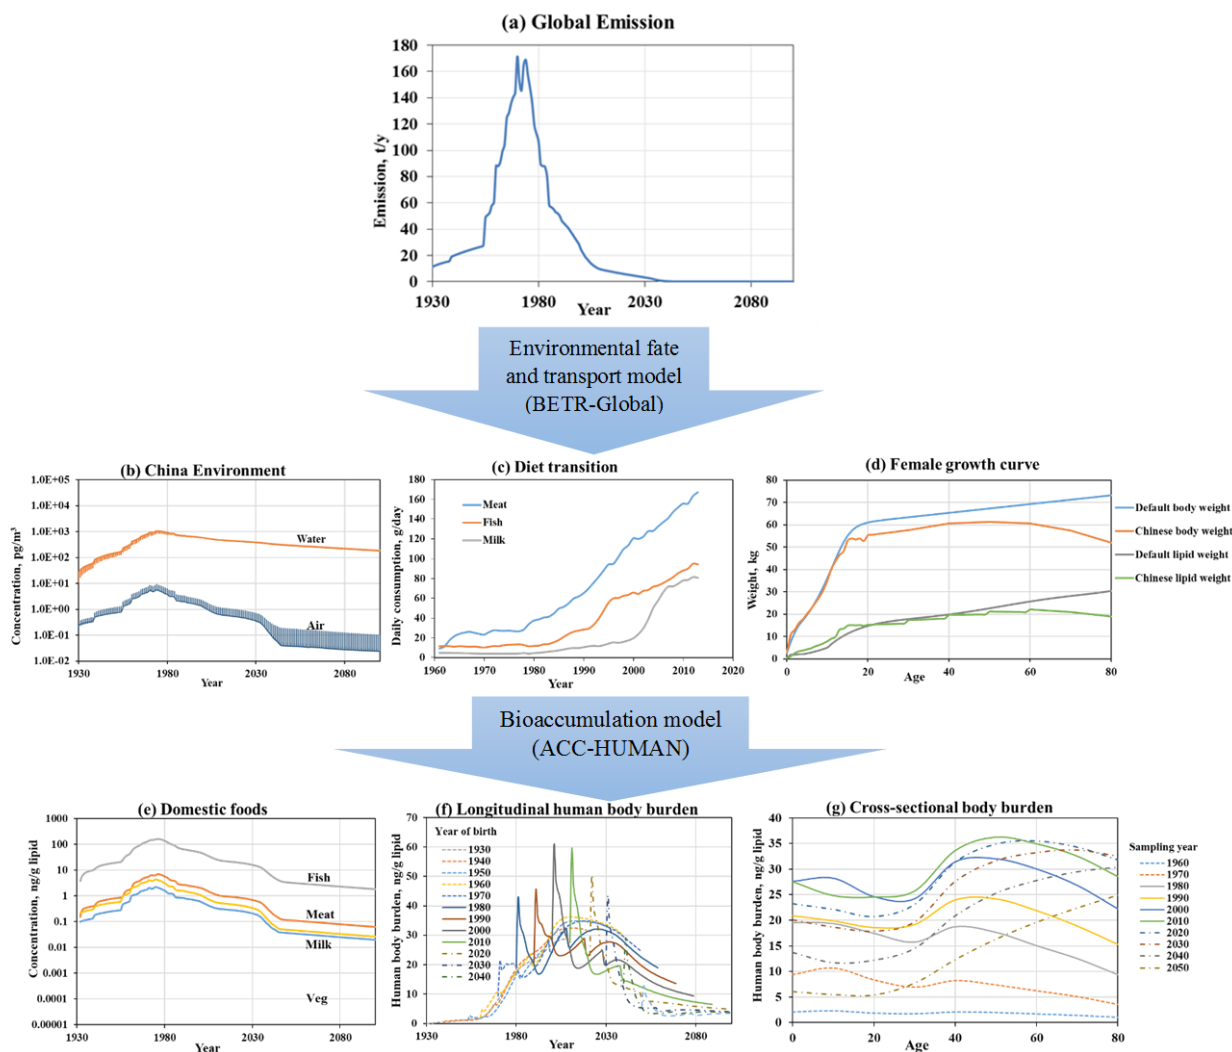 (a) Global Emission
180
160
140
120
100
80
60
40
20
0
Emission, t/y
1930 1980 2030 2080
Year
Environmental fate
and transport model
(BETR-Global)
(b) China Environment
1.0E+05
1.0E+04
1.0E+03
1.0E+02
1.0E+01
1.0E+00
1.0E-01
1.0E-02
Concentration, pg/m³
Water
Air
1930 1980 2030 2080
Year
(c) Diet transition
180
160
140
120
100
80
60
40
20
0
Daily consumption, g/day
Meat
Fish
Milk
1960 1970 1980 1990 2000 2010 2020
Year
(d) Female growth curve
80
70
60
50
40
30
20
10
0
Weight, kg
0 20 40 60 80
Age
Default body weight
Chinese body weight
Default lipid weight
Chinese lipid weight
Bioaccumulation model
(ACC-HUMAN)
(e) Domestic foods
1000
100
10
1
0.1
0.01
0.001
0.0001
0.00001
Concentration, ng/g lipid
Fish
Meat
Milk
Veg
1930 1980 2030 2080
Year
(f) Longitudinal human body burden
70
60
50
40
30
20
10
0
Human body burden, ng/g lipid
Year of birth
1930
1940
1950
1960
1970
1980
1990
2000
2010
2020
2030
2040
1930 1980 2030 2080
Year
(g) Cross-sectional body burden
40
35
30
25
20
15
10
5
0
Human body burden, ng/g lipid
0 20 40 60 80
Age
Sampling year
1960
1970
1980
1990
2000
2010
2020
2030
2040
2050